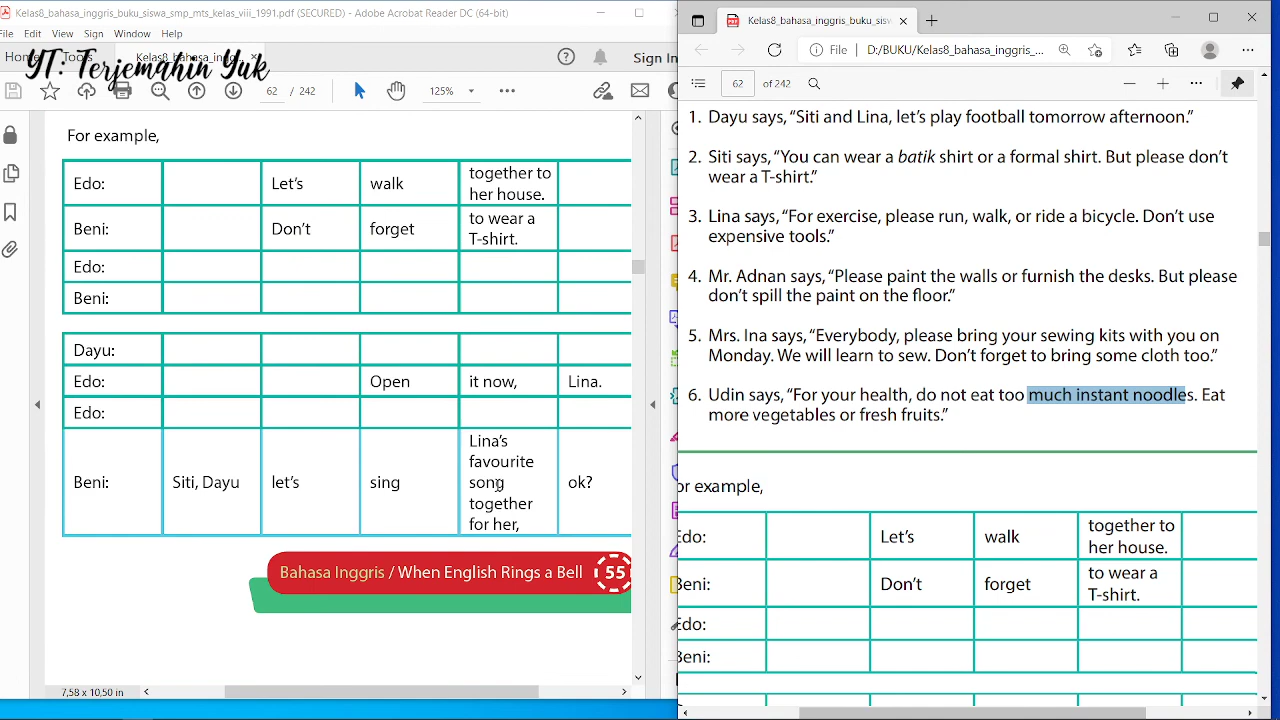 Kelas8_bahasa_inggris_buku_siswa_smp_mts_kelas_viii_1991.pdf (SECURED) - Adobe Acrobat Reader DC (64-bit)
File Edit View Sign Window Help
Home Tools Kelas8_bahasa_ingg...
YT: Terjemahin Yuk
Sign In
62 / 242
125%
For example,
Edo: Let's walk together to her house.
Beni: Don't forget to wear a T-shirt.
Edo:
Beni:
Dayu:
Edo: Open it now, Lina.
Edo:
Beni: Siti, Dayu let's sing Lina's favourite song together for her, ok?
Bahasa Inggris / When English Rings a Bell 55
7,58 x 10,50 in
Kelas8_bahasa_inggris_buku_sisw
File D:/BUKU/Kelas8_bahasa_inggris_...
62 of 242
1. Dayu says, “Siti and Lina, let's play football tomorrow afternoon.”
2. Siti says, “You can wear a batik shirt or a formal shirt. But please don't
wear a T-shirt.”
3. Lina says, “For exercise, please run, walk, or ride a bicycle. Don't use
expensive tools.”
4. Mr. Adnan says, “Please paint the walls or furnish the desks. But please
don't spill the paint on the floor.”
5. Mrs. Ina says, “Everybody, please bring your sewing kits with you on
Monday. We will learn to sew. Don't forget to bring some cloth too.”
6. Udin says, “For your health, do not eat too much instant noodles. Eat
more vegetables or fresh fruits.”
or example,
Edo: Let's walk together to her house.
Beni: Don't forget to wear a T-shirt.
Edo:
Beni: